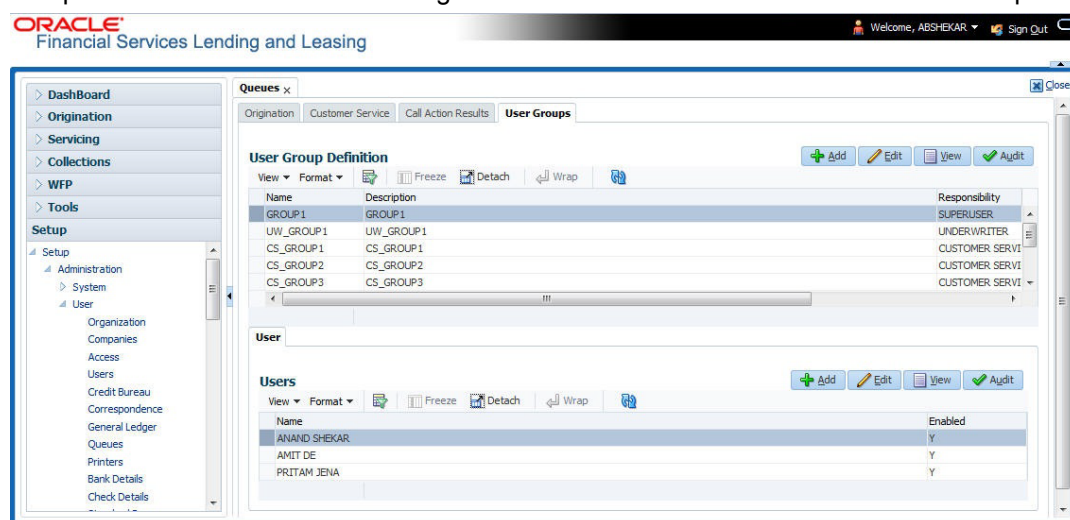 ORACLE
Financial Services Lending and Leasing
Welcome, ABSHEKAR
Sign Out
Close
DashBoard
Origination
Servicing
Collections
WFP
Tools
Setup
Setup
Administration
System
User
Organization
Companies
Access
Users
Credit Bureau
Correspondence
General Ledger
Queues
Printers
Bank Details
Check Details
Queues
Origination Customer Service Call Action Results User Groups
User Group Definition
Add Edit View Audit
View Format Freeze Detach Wrap
Name Description Responsibility
GROUP1 GROUP1 SUPERUSER
UW_GROUP1 UW_GROUP1 UNDERWRITER
CS_GROUP1 CS_GROUP1 CUSTOMER SERVI
CS_GROUP2 CS_GROUP2 CUSTOMER SERVI
CS_GROUP3 CS_GROUP3 CUSTOMER SERVI
User
Users
Add Edit View Audit
View Format Freeze Detach Wrap
Name Enabled
ANAND SHEKAR Y
AMIT DE Y
PRITAM JENA Y